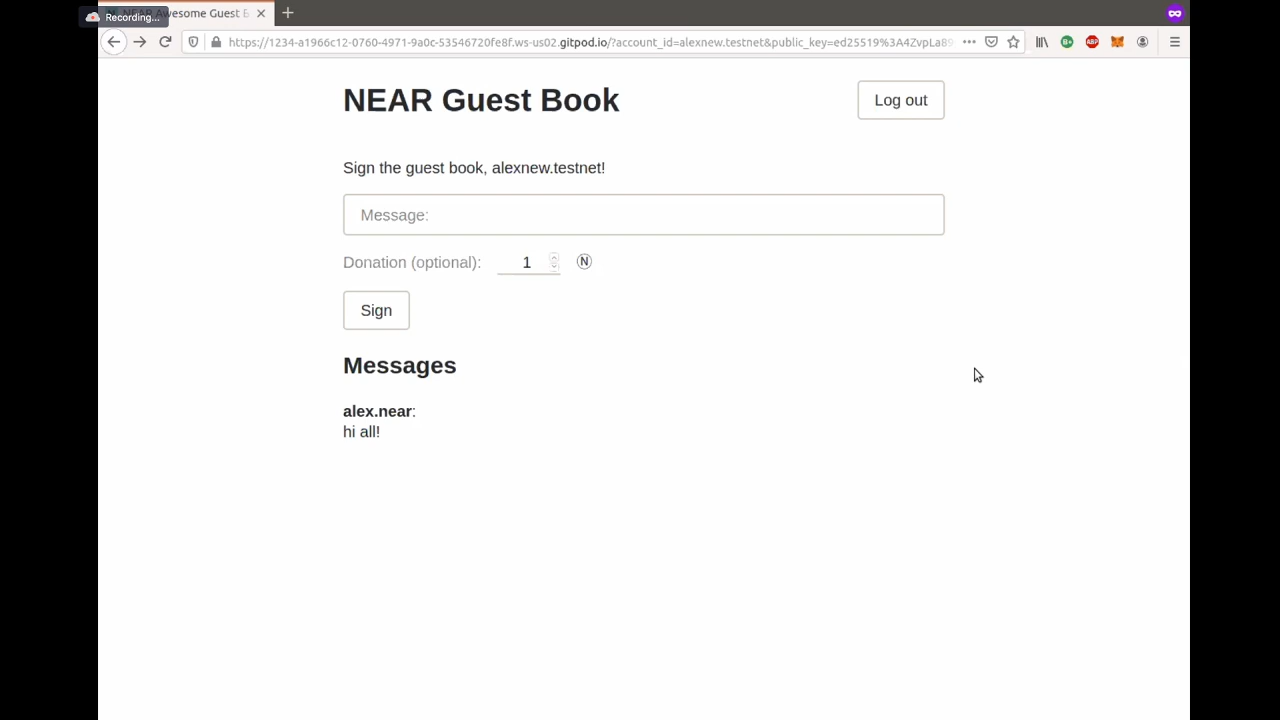 Recording...
NEAR Awesome Guest B
https://1234-a1966c12-0760-4971-9a0c-53546720fe8f.ws-us02.gitpod.io/?account_id=alexnew.testnet&public_key=ed25519%3A4ZvpLa89
NEAR Guest Book
Log out
Sign the guest book, alexnew.testnet!
Message:
Donation (optional): 1 N
Sign
Messages
alex.near:
hi all!